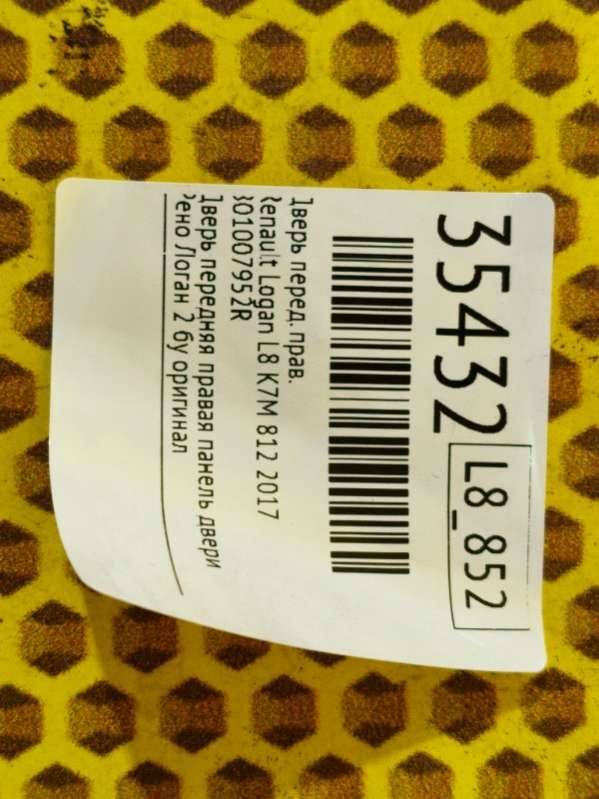 35432 L8_852
Дверь перед. прав.
Renault Logan L8 K7M 812 2017
801007952R
Дверь передняя правая панель двери
Рено Логан 2 бу оригинал